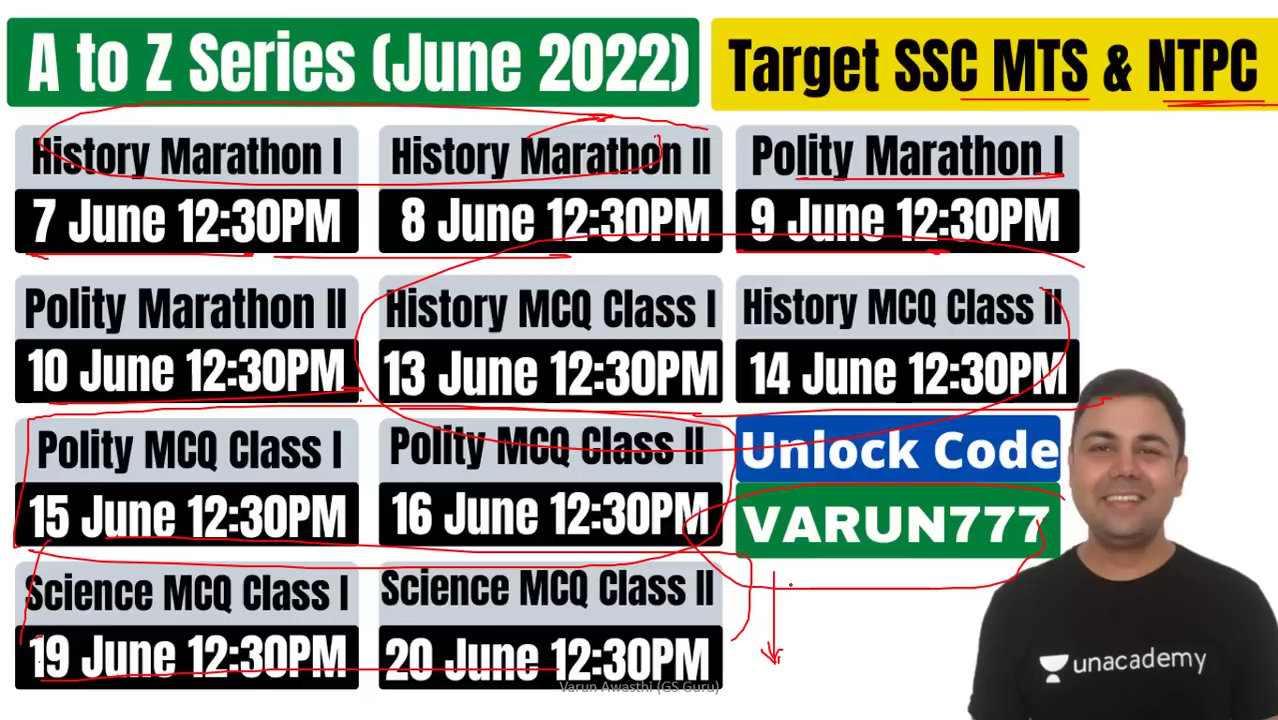 A to Z Series (June 2022)
Target SSC MTS & NTPC
History Marathon I
7 June 12:30PM
History Marathon II
8 June 12:30PM
Polity Marathon I
9 June 12:30PM
Polity Marathon II
10 June 12:30PM
History MCQ Class I
13 June 12:30PM
History MCQ Class II
14 June 12:30PM
Polity MCQ Class I
15 June 12:30PM
Polity MCQ Class II
16 June 12:30PM
Unlock Code
VARUN777
Science MCQ Class I
19 June 12:30PM
Science MCQ Class II
20 June 12:30PM
Varun Awasthi (GS Guru)
unacademy